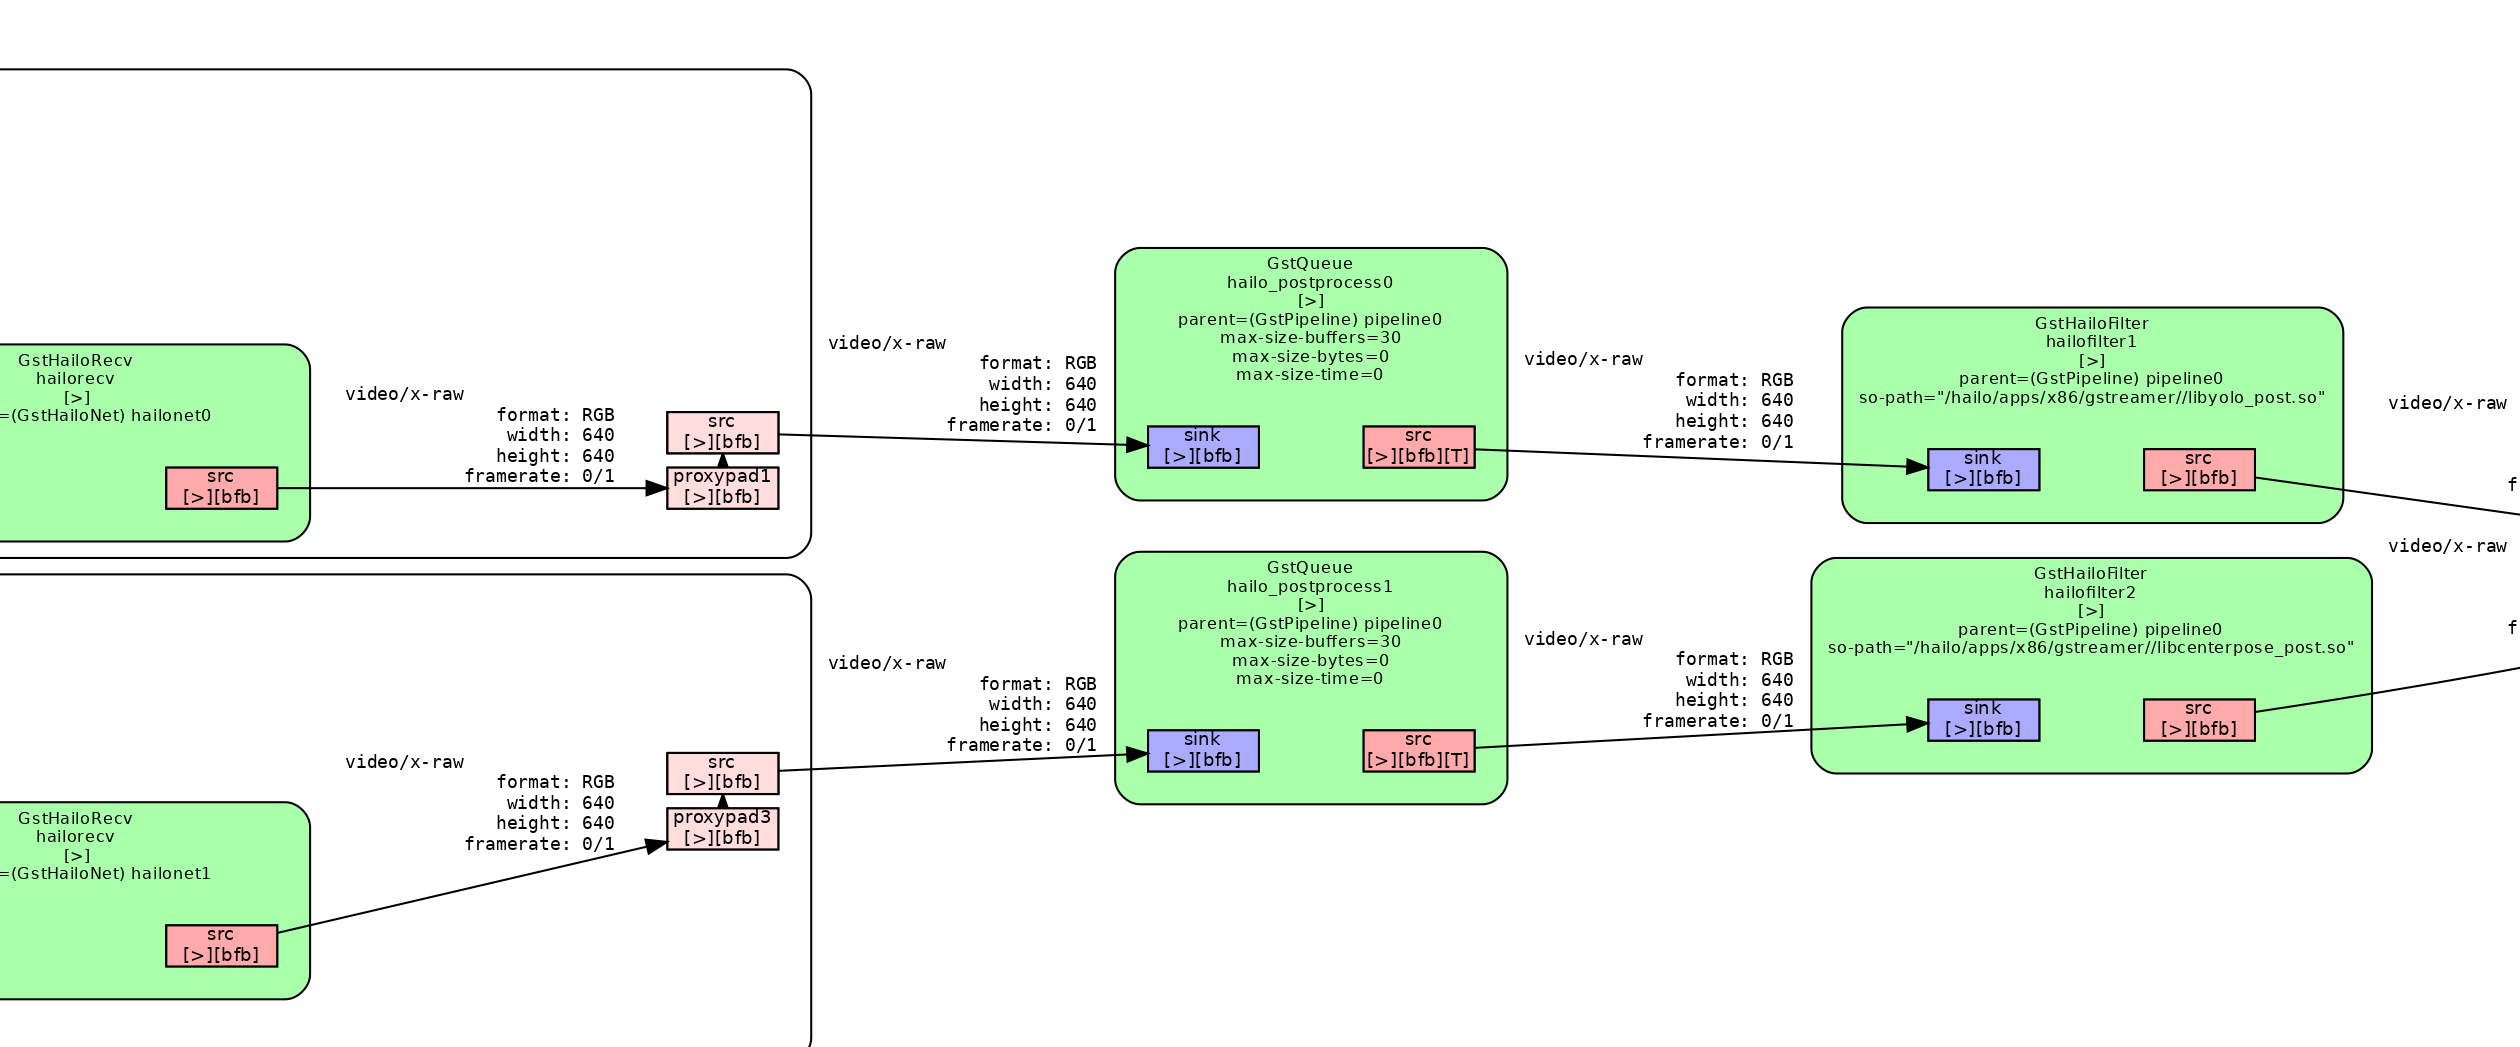 GstHailoRecv
hailorecv
[>]
=(GstHailoNet) hailonet0
src
[>][bfb]
video/x-raw
format: RGB
width: 640
height: 640
framerate: 0/1
src
[>][bfb]
proxypad1
[>][bfb]
video/x-raw
format: RGB
width: 640
height: 640
framerate: 0/1
GstQueue
hailo_postprocess0
[>]
parent=(GstPipeline) pipeline0
max-size-buffers=30
max-size-bytes=0
max-size-time=0
sink
[>][bfb]
src
[>][bfb][T]
video/x-raw
format: RGB
width: 640
height: 640
framerate: 0/1
GstHailoFilter
hailofilter1
[>]
parent=(GstPipeline) pipeline0
so-path="/hailo/apps/x86/gstreamer//libyolo_post.so"
sink
[>][bfb]
src
[>][bfb]
video/x-raw
f
GstHailoRecv
hailorecv
[>]
=(GstHailoNet) hailonet1
src
[>][bfb]
video/x-raw
format: RGB
width: 640
height: 640
framerate: 0/1
src
[>][bfb]
proxypad3
[>][bfb]
video/x-raw
format: RGB
width: 640
height: 640
framerate: 0/1
GstQueue
hailo_postprocess1
[>]
parent=(GstPipeline) pipeline0
max-size-buffers=30
max-size-bytes=0
max-size-time=0
sink
[>][bfb]
src
[>][bfb][T]
video/x-raw
format: RGB
width: 640
height: 640
framerate: 0/1
GstHailoFilter
hailofilter2
[>]
parent=(GstPipeline) pipeline0
so-path="/hailo/apps/x86/gstreamer//libcenterpose_post.so"
sink
[>][bfb]
src
[>][bfb]
video/x-raw
f